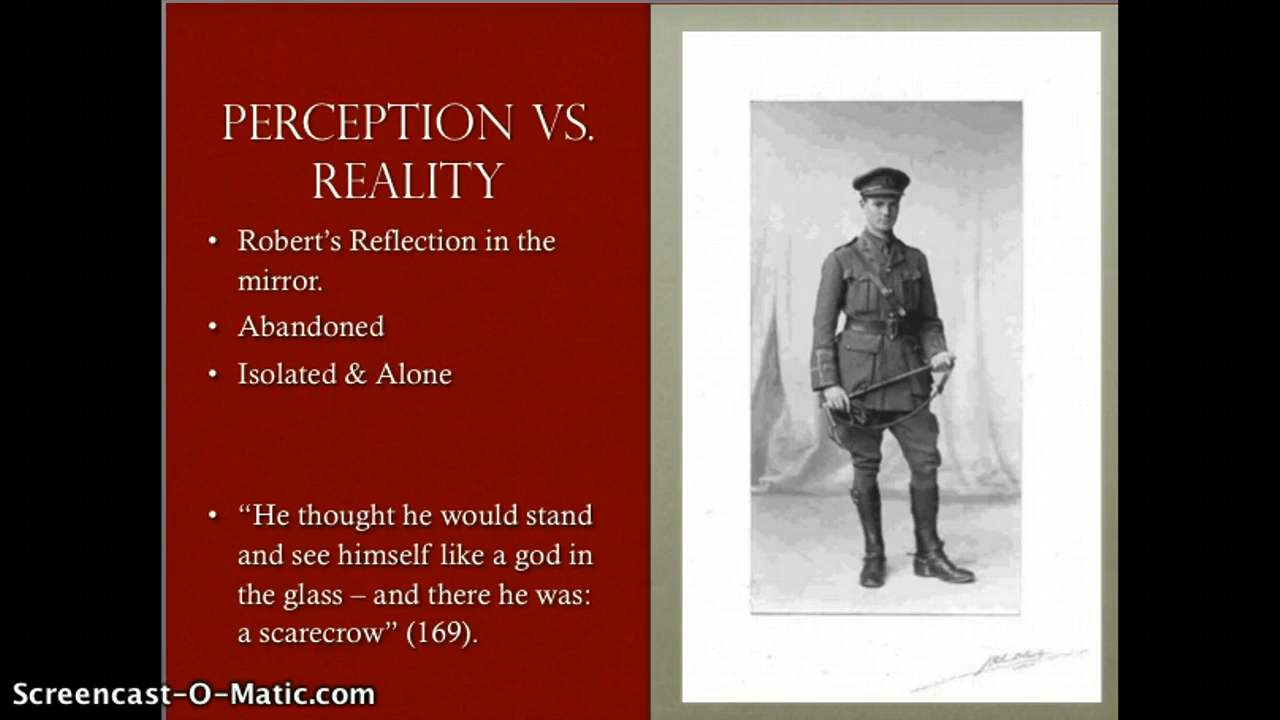 PERCEPTION VS.
REALITY
• Robert’s Reflection in the
mirror.
• Abandoned
• Isolated & Alone
• “He thought he would stand
and see himself like a god in
the glass – and there he was:
a scarecrow” (169).
Screencast-O-Matic.com